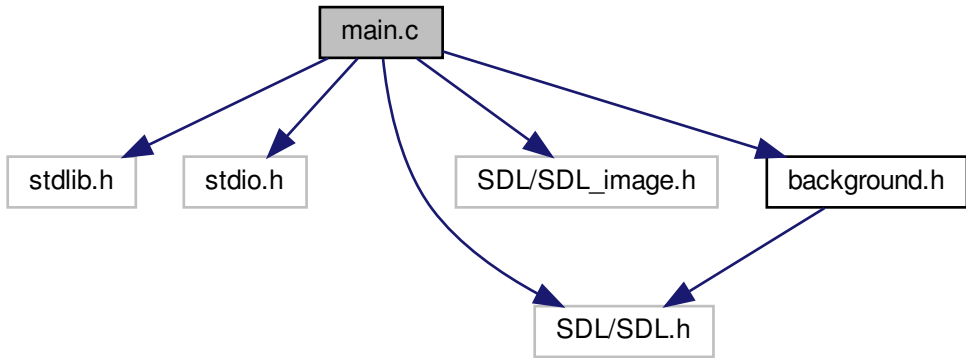 main.c
stdlib.h
stdio.h
SDL/SDL_image.h
background.h
SDL/SDL.h